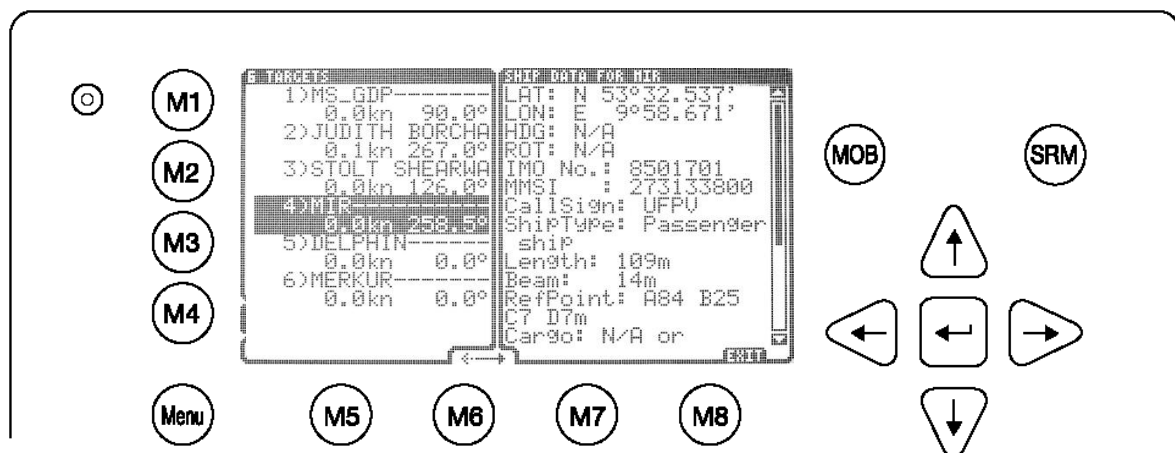 6 TARGETS
1)MS_GDP-------
0.0kn 90.0°
2)JUDITH BORCHA
0.1kn 267.0°
3)STOLT SHEARWA
0.0kn 126.0°
4)MIR----------
0.0kn 258.5°
5)DELPHIN------
0.0kn 0.0°
6)MERKUR-------
0.0kn 0.0°
SHIP DATA FOR MIR
LAT: N 53°32.537'
LON: E 9°58.671'
HDG: N/A
ROT: N/A
IMO No.: 8501701
MMSI : 273133800
CallSign: UFPV
ShipType: Passenger
ship
Length: 109m
Beam: 14m
RefPoint: A84 B25
C7 D7m
Cargo: N/A or
EXIT
M1
M2
M3
M4
Menu
M5
M6
M7
M8
MOB
SRM